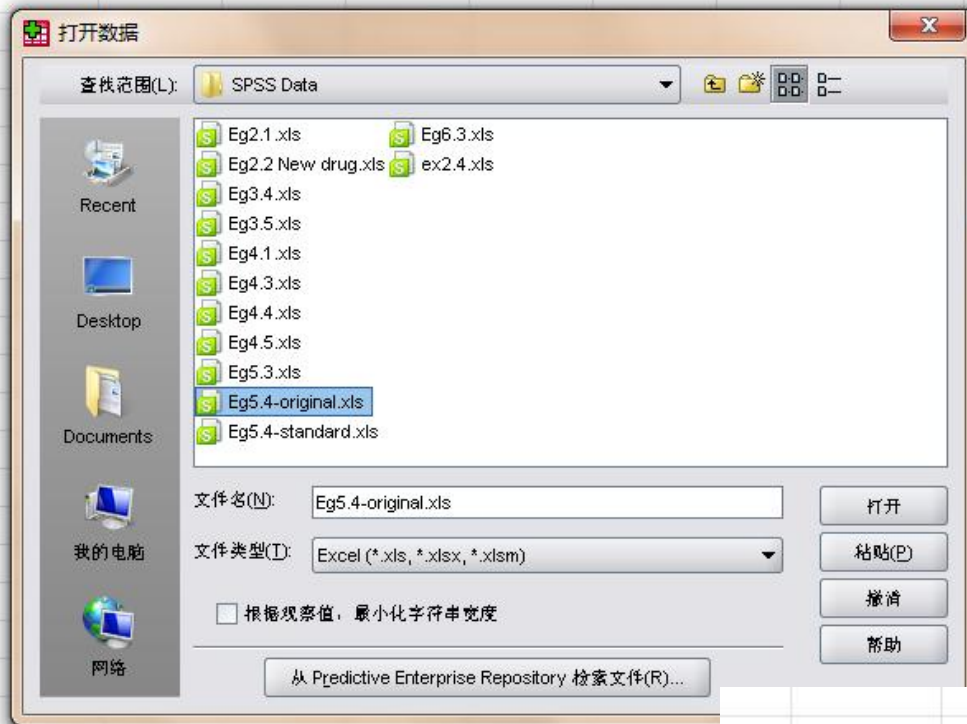 打开数据
查找范围(L):
SPSS Data
Recent
Desktop
Documents
我的电脑
网络
Eg2.1.xls
Eg2.2 New drug.xls
Eg3.4.xls
Eg3.5.xls
Eg4.1.xls
Eg4.3.xls
Eg4.4.xls
Eg4.5.xls
Eg5.3.xls
Eg5.4-original.xls
Eg5.4-standard.xls
Eg6.3.xls
ex2.4.xls
文件名(N):
Eg5.4-original.xls
打开
文件类型(T):
Excel (*.xls, *.xlsx, *.xlsm)
粘贴(P)
根据观察值，最小化字符串宽度
撤消
帮助
从 Predictive Enterprise Repository 检索文件(R)...